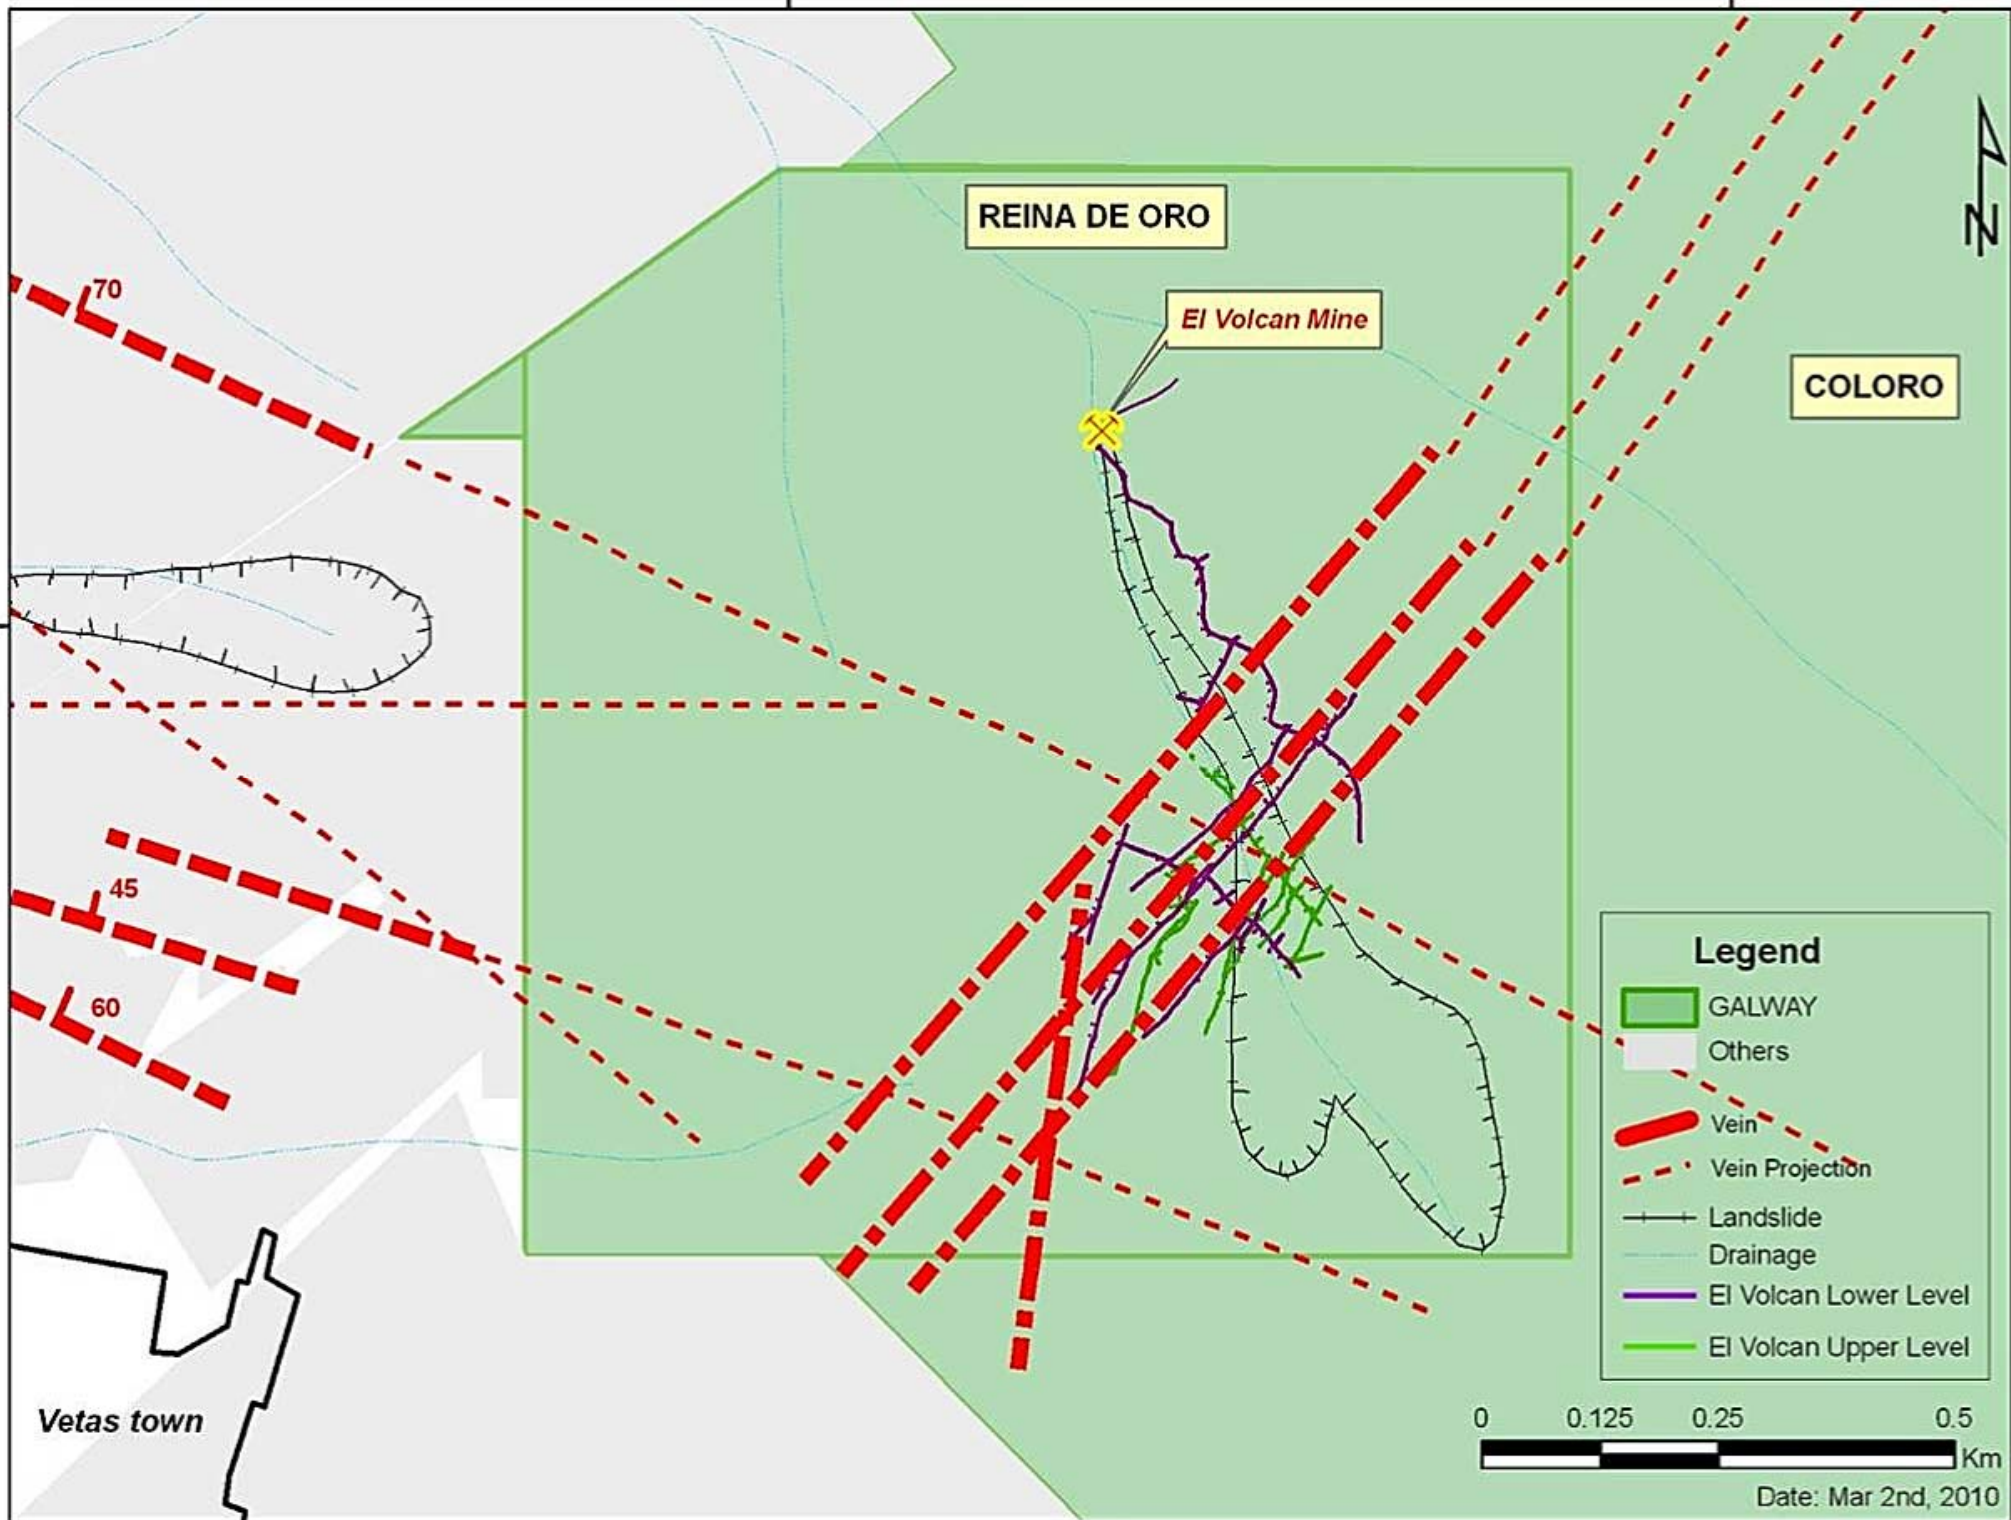 REINA DE ORO
70
El Volcan Mine
COLORO
N
45
60
Legend
GALWAY
Others
Vein
Vein Projection
Landslide
Drainage
El Volcan Lower Level
El Volcan Upper Level
Vetas town
0 0.125 0.25 0.5
Km
Date: Mar 2nd, 2010